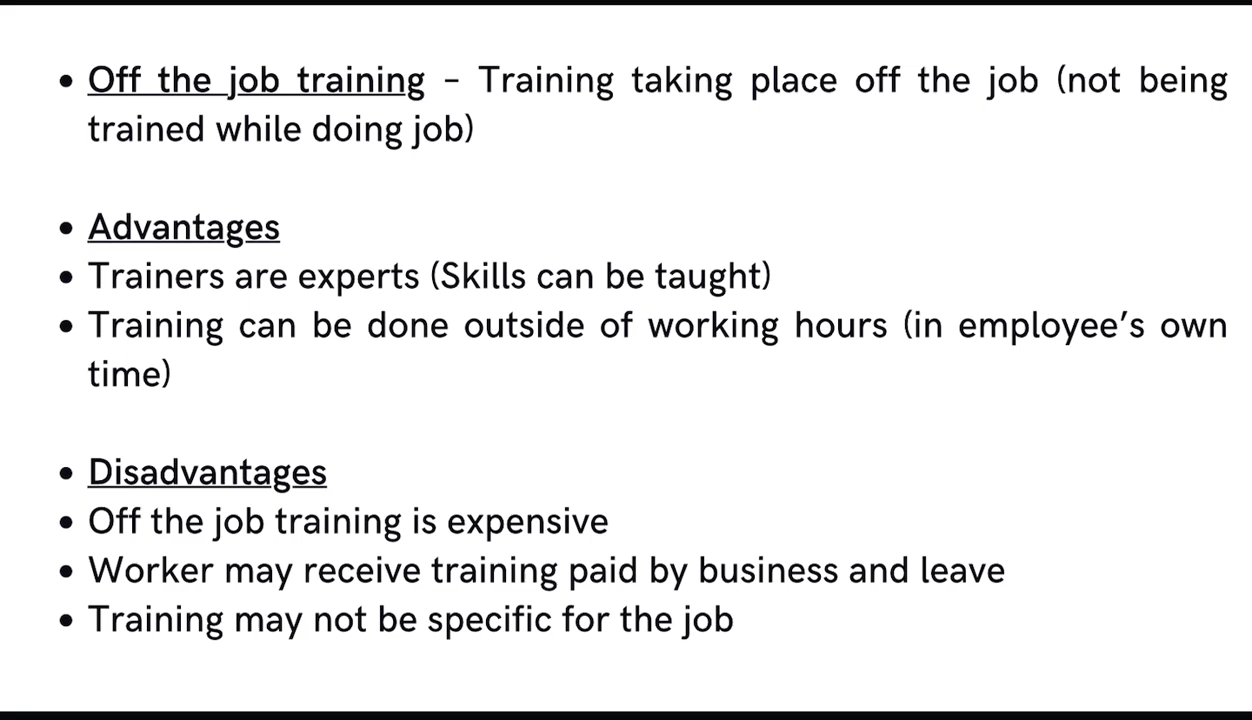 • Off the job training – Training taking place off the job (not being
trained while doing job)
• Advantages
• Trainers are experts (Skills can be taught)
• Training can be done outside of working hours (in employee’s own
time)
• Disadvantages
• Off the job training is expensive
• Worker may receive training paid by business and leave
• Training may not be specific for the job